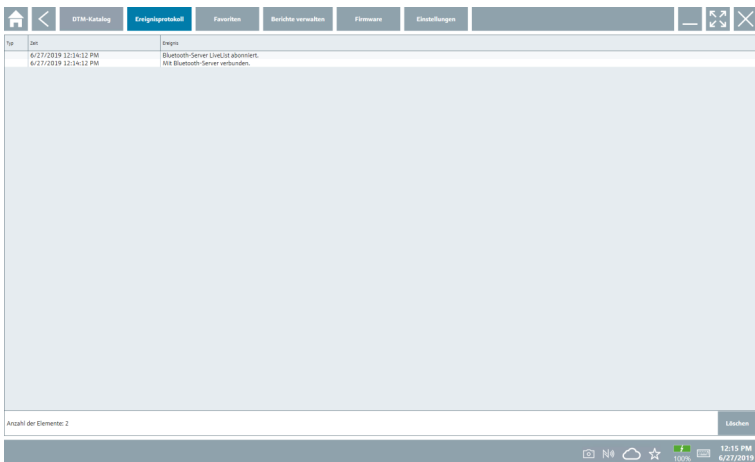 DTM-Katalog Ereignisprotokoll Favoriten Berichte verwalten Firmware Einstellungen
Typ Zeit Ereignis
6/27/2019 12:14:12 PM Bluetooth-Server LiveList abonniert.
6/27/2019 12:14:12 PM Mit Bluetooth-Server verbunden.
Anzahl der Elemente: 2 Löschen
100% 12:15 PM
6/27/2019